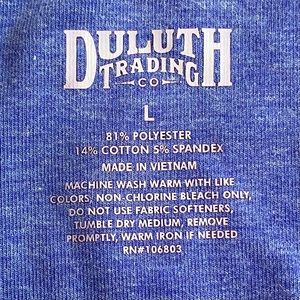 DULUTH
TRADING
CO
L
81% POLYESTER
14% COTTON 5% SPANDEX
MADE IN VIETNAM
MACHINE WASH WARM WITH LIKE
COLORS, NON-CHLORINE BLEACH ONLY,
DO NOT USE FABRIC SOFTENERS,
TUMBLE DRY MEDIUM, REMOVE
PROMPTLY, WARM IRON IF NEEDED
RN#106803